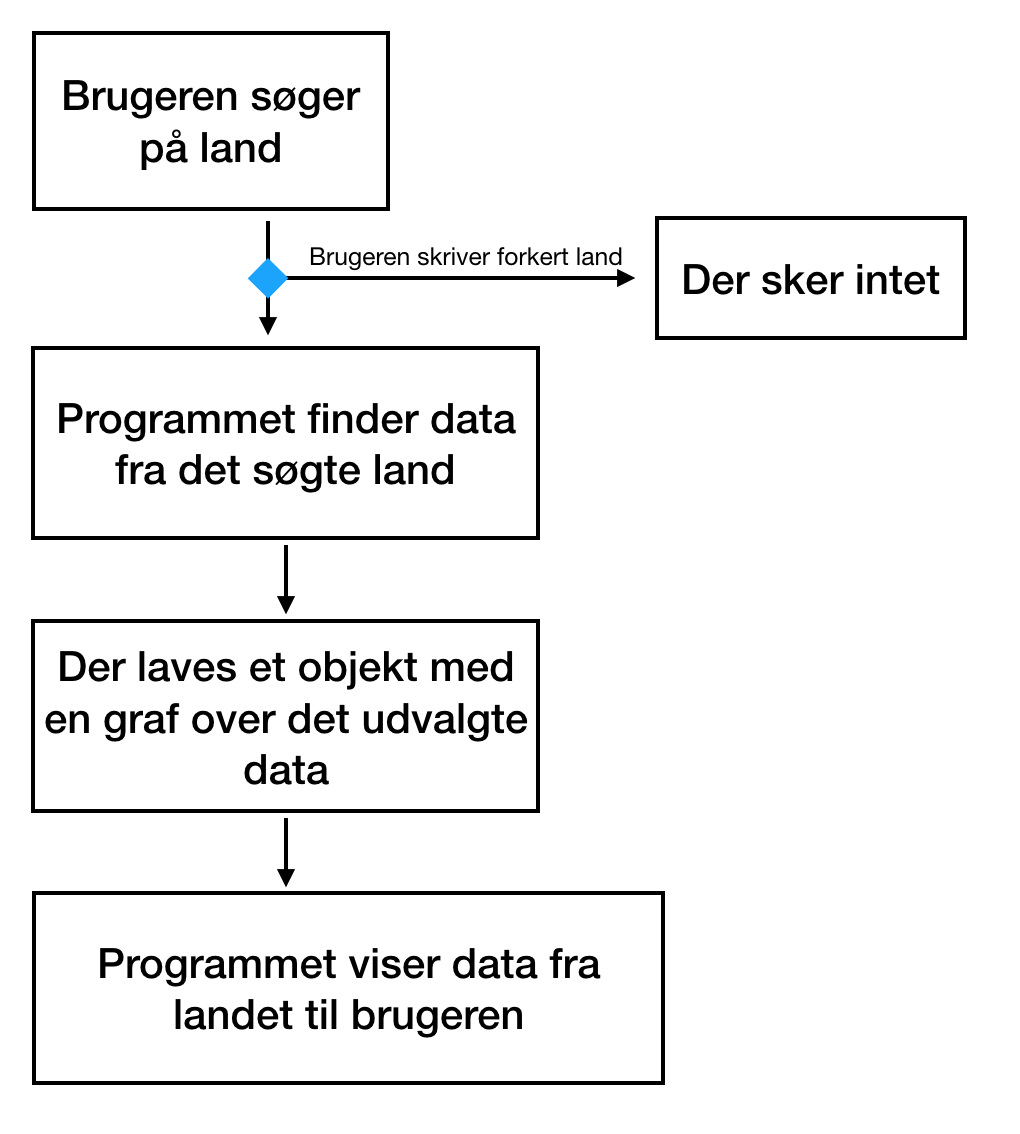 Brugeren søger
på land
Brugeren skriver forkert land
Der sker intet
Programmet finder data
fra det søgte land
Der laves et objekt med
en graf over det udvalgte
data
Programmet viser data fra
landet til brugeren